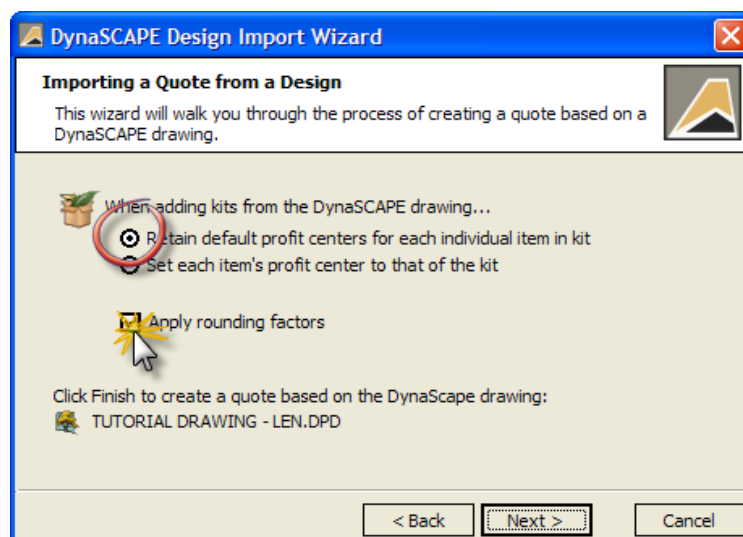 DynaSCAPE Design Import Wizard
Importing a Quote from a Design
This wizard will walk you through the process of creating a quote based on a
DynaSCAPE drawing.
When adding kits from the DynaSCAPE drawing...
Retain default profit centers for each individual item in kit
Set each item's profit center to that of the kit
Apply rounding factors
Click Finish to create a quote based on the DynaScape drawing:
TUTORIAL DRAWING - LEN.DPD
< Back
Next >
Cancel